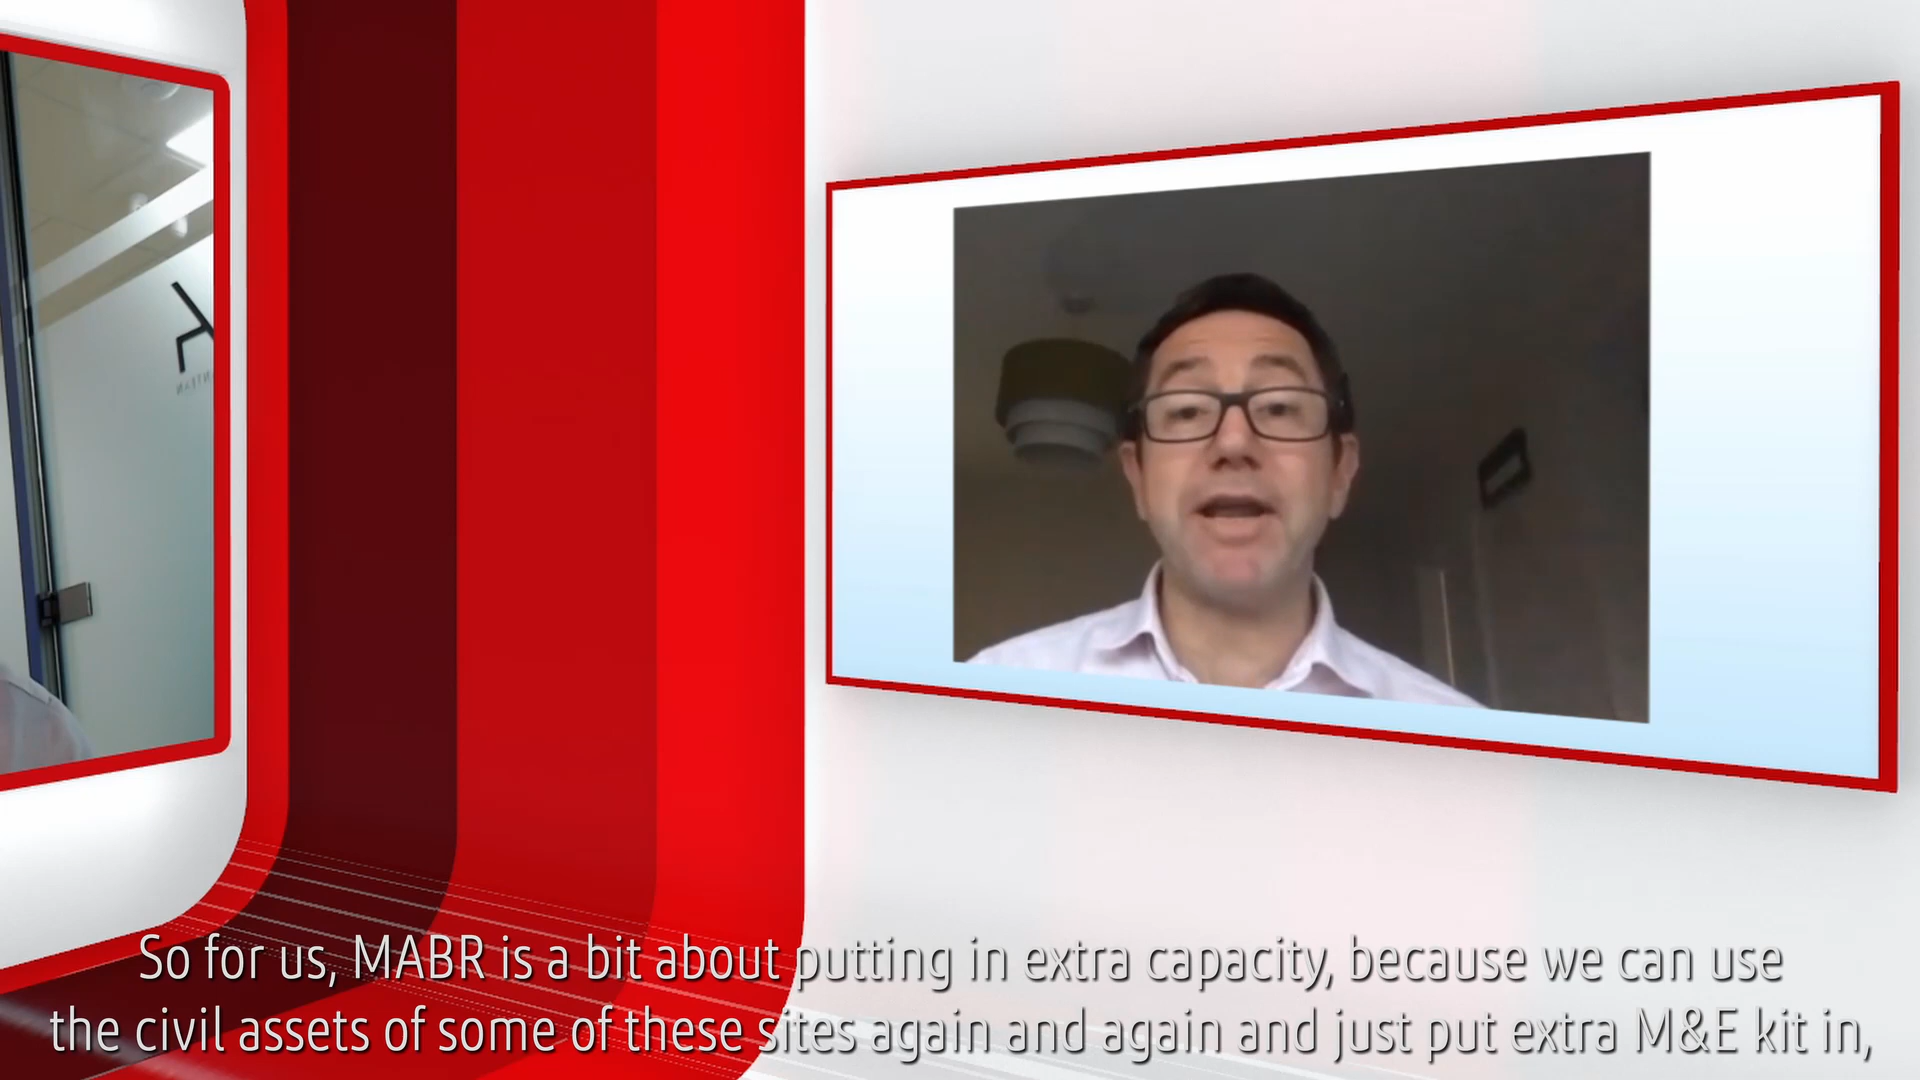 So for us, MABR is a bit about putting in extra capacity, because we can use
the civil assets of some of these sites again and again and just put extra M&E kit in,